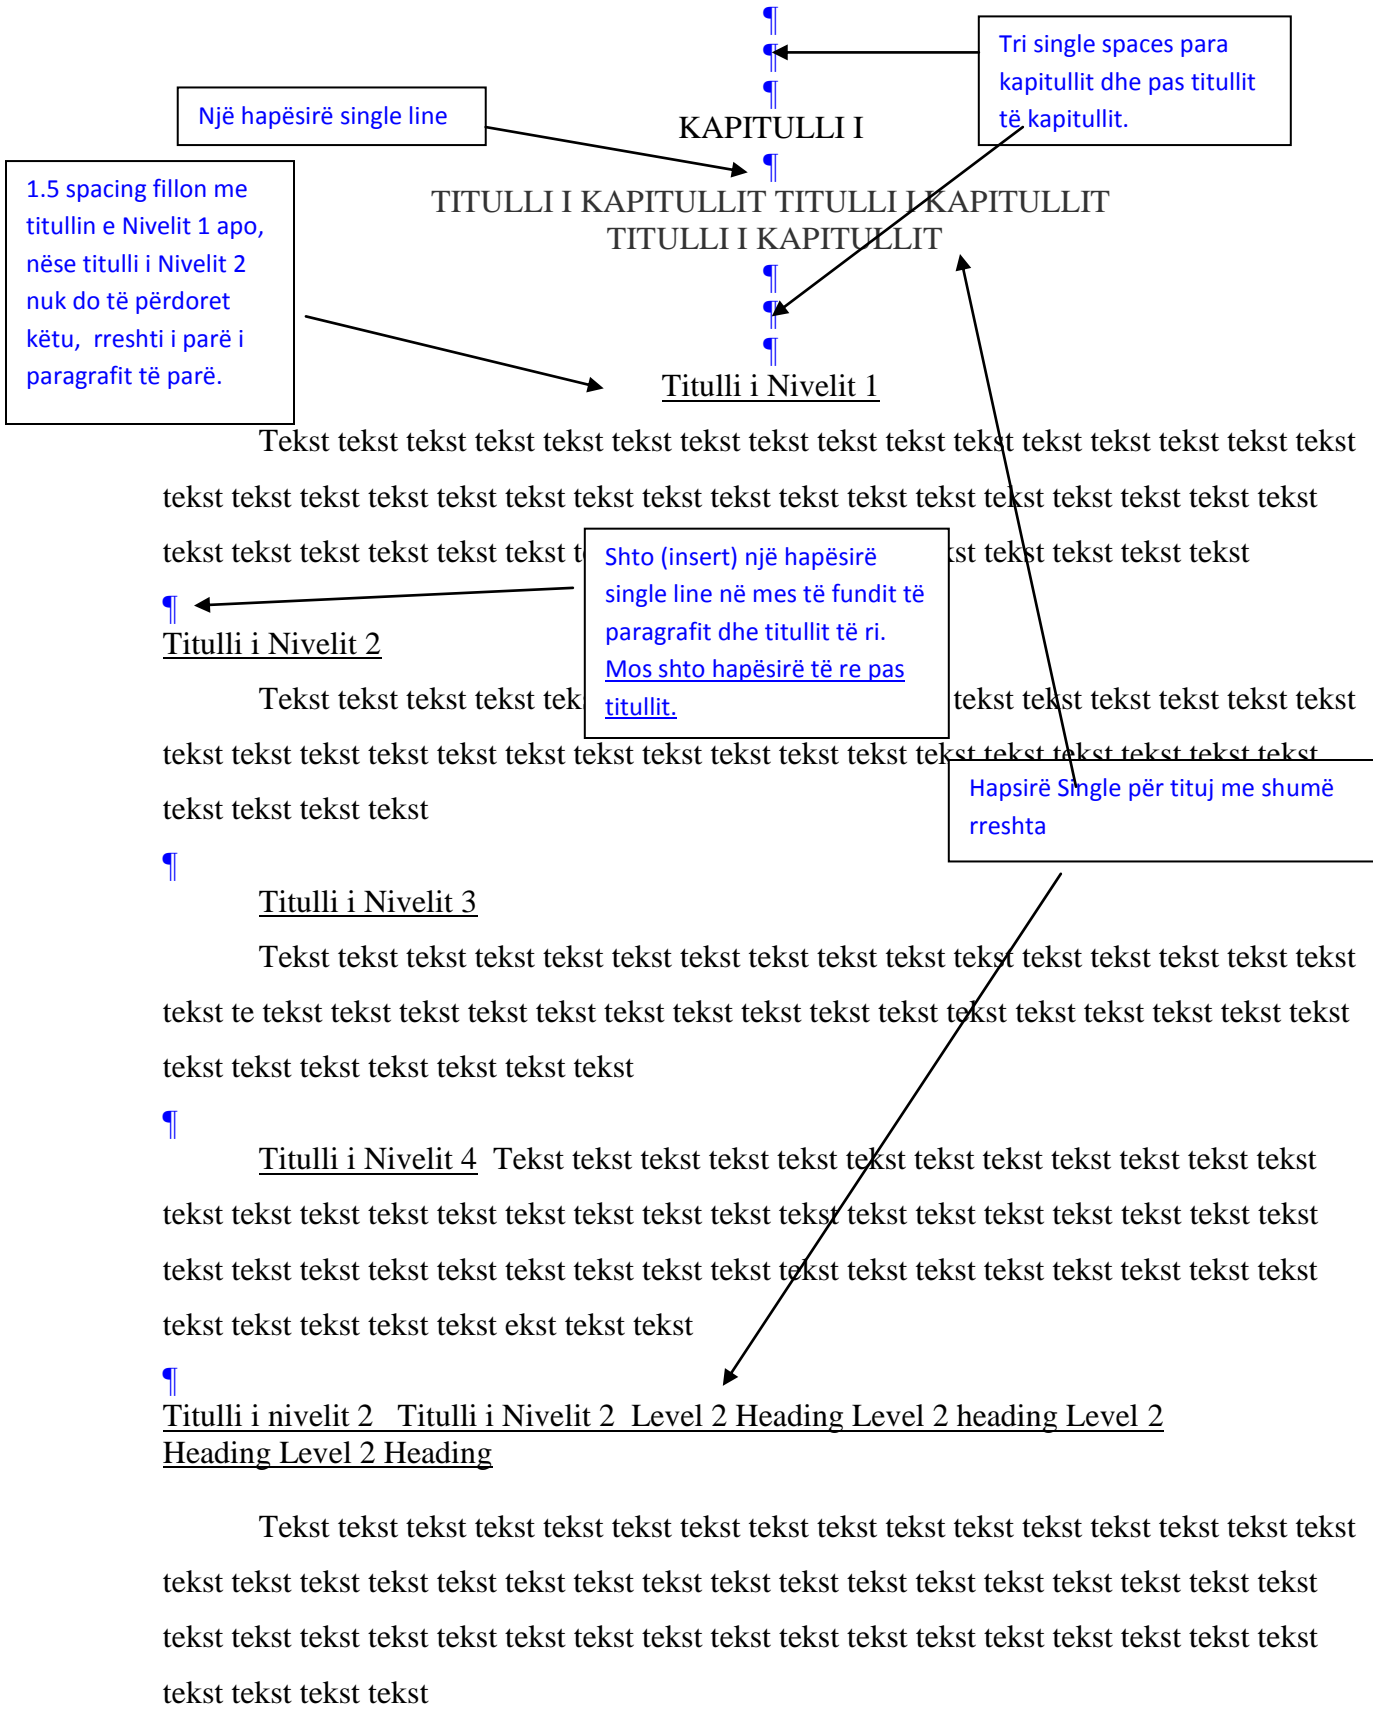 ¶
¶
¶
Tri single spaces para
kapitullit dhe pas titullit
të kapitullit.
Një hapësirë single line
KAPITULLI I
¶
1.5 spacing fillon me
titullin e Nivelit 1 apo,
nëse titulli i Nivelit 2
nuk do të përdoret
këtu, rreshti i parë i
paragrafit të parë.
TITULLI I KAPITULLIT TITULLI I KAPITULLIT
TITULLI I KAPITULLIT
¶
¶
¶
Titulli i Nivelit 1
Tekst tekst tekst tekst tekst tekst tekst tekst tekst tekst tekst tekst tekst tekst tekst tekst
tekst tekst tekst tekst tekst tekst tekst tekst tekst tekst tekst tekst tekst tekst tekst tekst tekst
tekst tekst tekst tekst tekst tekst tekst tekst tekst tekst
Shto (insert) një hapësirë
single line në mes të fundit të
paragrafit dhe titullit të ri.
Mos shto hapësirë të re pas
titullit.
¶
Titulli i Nivelit 2
Tekst tekst tekst tekst tekst tekst tekst tekst tekst tekst
tekst tekst tekst tekst tekst tekst tekst tekst tekst tekst tekst tekst tekst tekst tekst tekst tekst
tekst tekst tekst tekst
Hapsirë Single për tituj me shumë
rreshta
¶
Titulli i Nivelit 3
Tekst tekst tekst tekst tekst tekst tekst tekst tekst tekst tekst tekst tekst tekst tekst tekst
tekst te tekst tekst tekst tekst tekst tekst tekst tekst tekst tekst tekst tekst tekst tekst tekst tekst
tekst tekst tekst tekst tekst tekst tekst
¶
Titulli i Nivelit 4 Tekst tekst tekst tekst tekst tekst tekst tekst tekst tekst tekst tekst
tekst tekst tekst tekst tekst tekst tekst tekst tekst tekst tekst tekst tekst tekst tekst tekst tekst
tekst tekst tekst tekst tekst tekst tekst tekst tekst tekst tekst tekst tekst tekst tekst tekst tekst
tekst tekst tekst tekst tekst ekst tekst tekst
¶
Titulli i nivelit 2 Titulli i Nivelit 2 Level 2 Heading Level 2 heading Level 2
Heading Level 2 Heading
Tekst tekst tekst tekst tekst tekst tekst tekst tekst tekst tekst tekst tekst tekst tekst tekst
tekst tekst tekst tekst tekst tekst tekst tekst tekst tekst tekst tekst tekst tekst tekst tekst tekst
tekst tekst tekst tekst tekst tekst tekst tekst tekst tekst tekst tekst tekst tekst tekst tekst tekst
tekst tekst tekst tekst